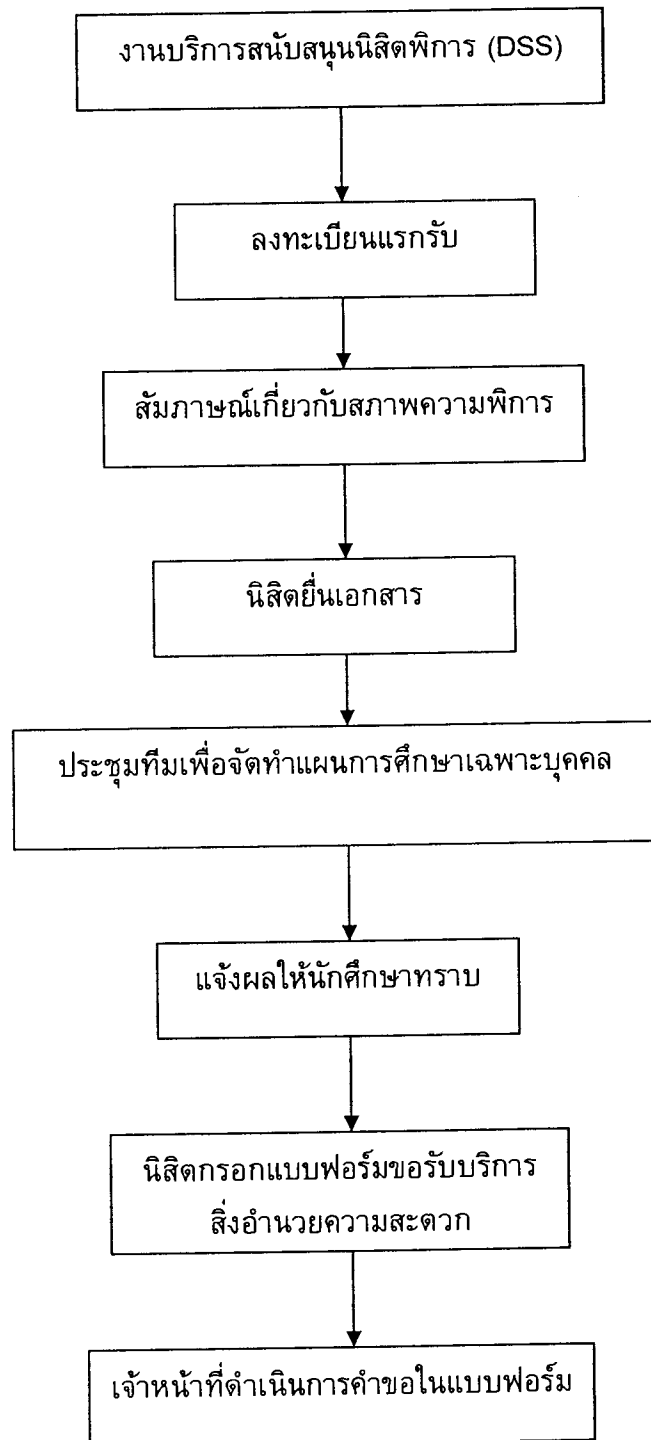 งานบริการสนับสนุนนิสิตพิการ (DSS)
ลงทะเบียนแรกรับ
สัมภาษณ์เกี่ยวกับสภาพความพิการ
นิสิตยื่นเอกสาร
ประชุมทีมเพื่อจัดทำแผนการศึกษาเฉพาะบุคคล
แจ้งผลให้นักศึกษาทราบ
นิสิตกรอกแบบฟอร์มขอรับบริการ
สิ่งอำนวยความสะดวก
เจ้าหน้าที่ดำเนินการคำขอในแบบฟอร์ม